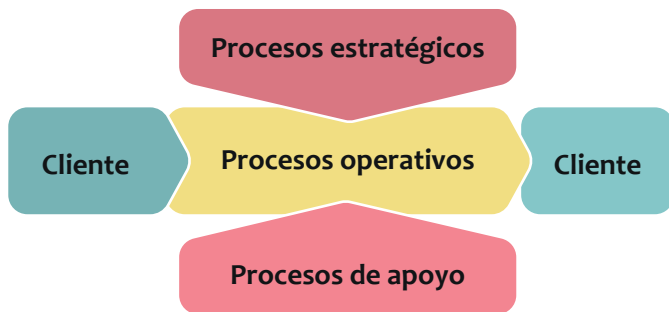 Procesos estratégicos
Cliente
Procesos operativos
Cliente
Procesos de apoyo